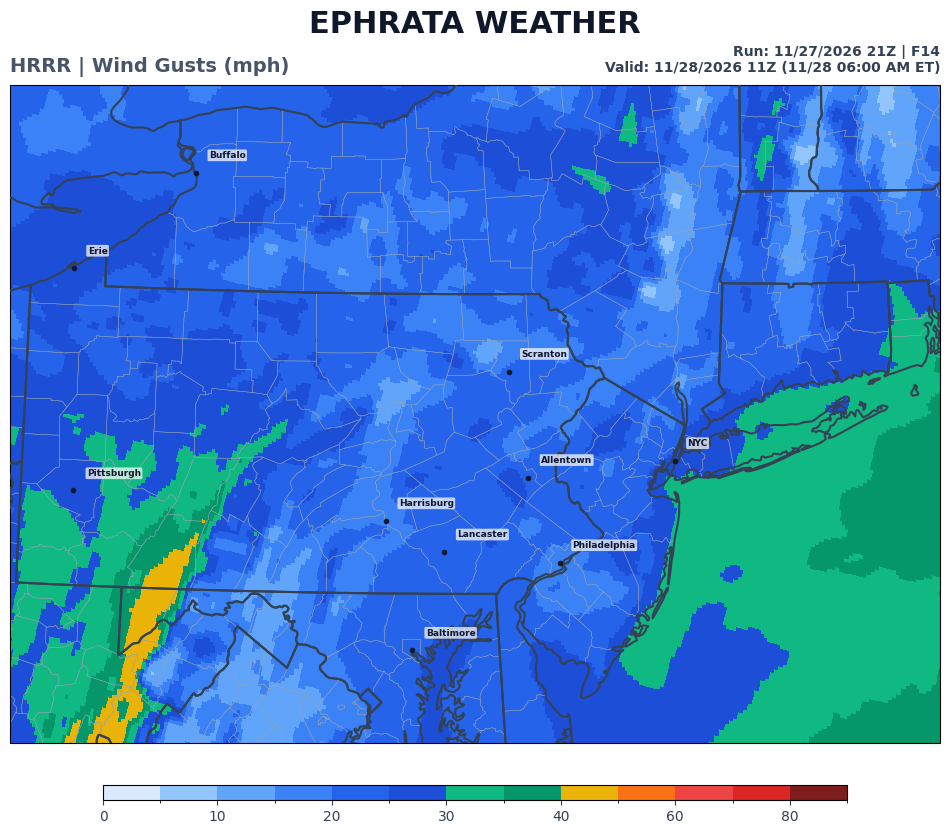 EPHRATA WEATHER
HRRR | Wind Gusts (mph)
Run: 11/27/2026 21Z | F14
Valid: 11/28/2026 11Z (11/28 06:00 AM ET)
Buffalo
Erie
Scranton
NYC
Allentown
Pittsburgh
Harrisburg
Lancaster
Philadelphia
Baltimore
0 10 20 30 40 50 60 70 80